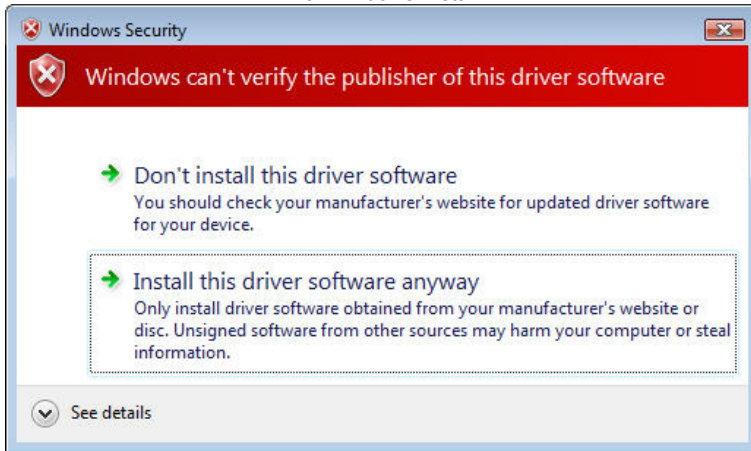 Windows Security
Windows can't verify the publisher of this driver software
Don't install this driver software
You should check your manufacturer's website for updated driver software
for your device.
Install this driver software anyway
Only install driver software obtained from your manufacturer's website or
disc. Unsigned software from other sources may harm your computer or steal
information.
See details